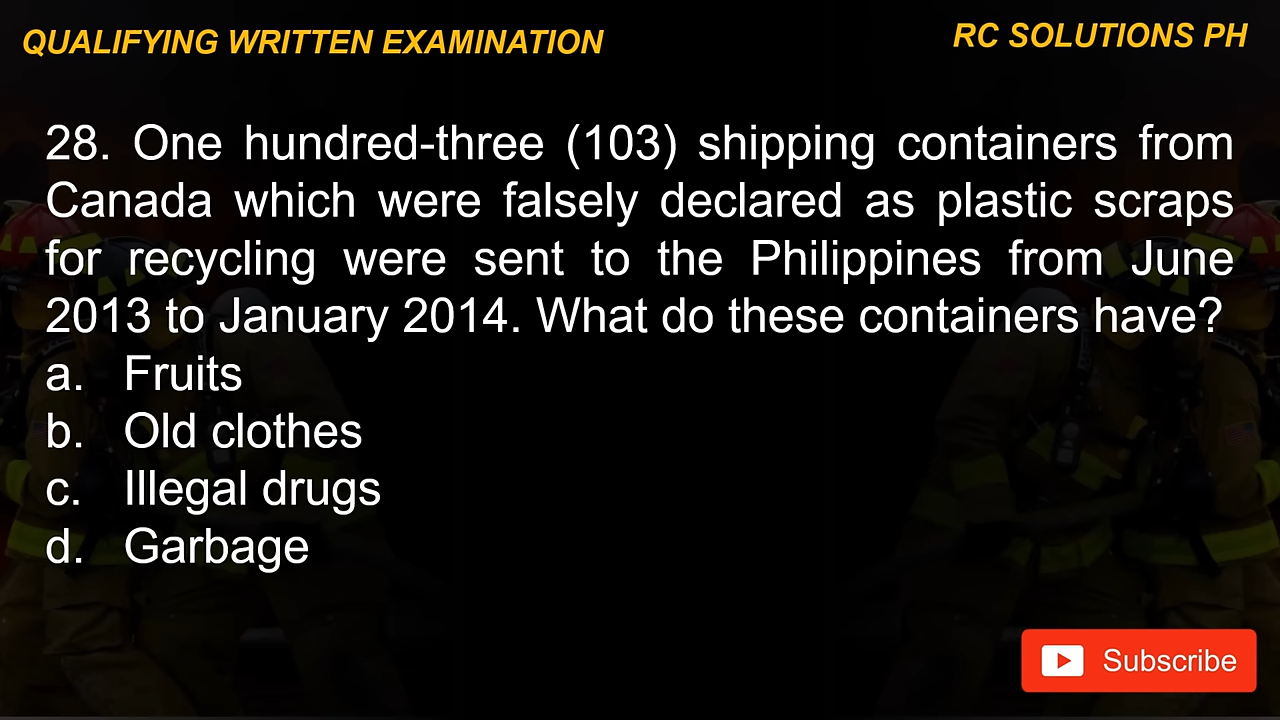 QUALIFYING WRITTEN EXAMINATION
RC SOLUTIONS PH
28. One hundred-three (103) shipping containers from
Canada which were falsely declared as plastic scraps
for recycling were sent to the Philippines from June
2013 to January 2014. What do these containers have?
a. Fruits
b. Old clothes
c. Illegal drugs
d. Garbage
Subscribe